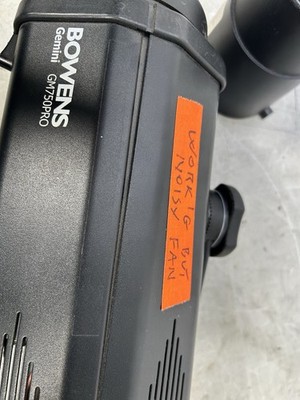 BOWENS
Gemini GM750PRO
WORKIG BUT
NOISY FAN